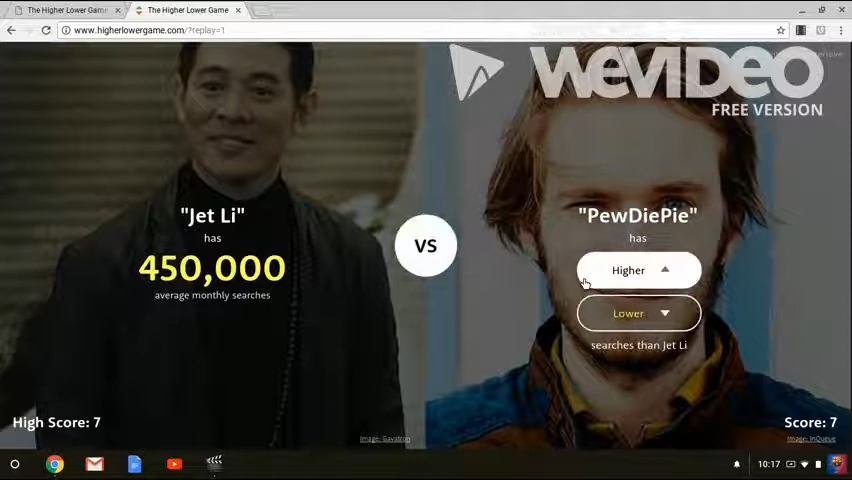 The Higher Lower Game
The Higher Lower Game
www.higherlowergame.com/?replay=1
WEVIDEO
FREE VERSION
"Jet Li"
has
450,000
average monthly searches
VS
"PewDiePie"
has
Higher
Lower
searches than Jet Li
High Score: 7
Score: 7
Image: Gavatron
Image: InQueue
10:17